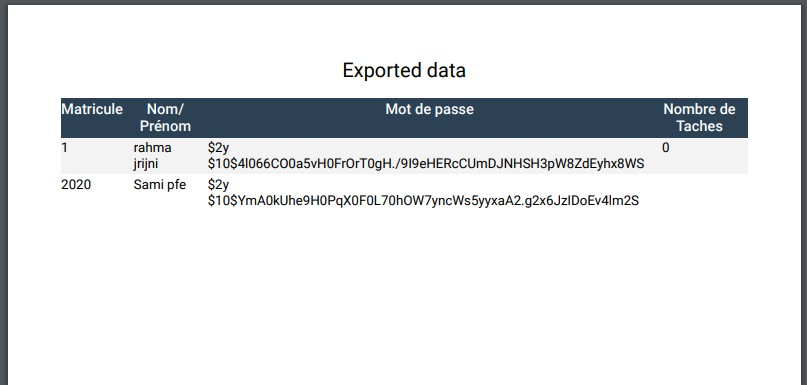 Exported data
Matricule Nom/ Prénom Mot de passe Nombre de Taches
1 rahma jrijni $2y 0
$10$4l066CO0a5vH0FrOrT0gH./9I9eHERcCUmDJNHSH3pW8ZdEyhx8WS
2020 Sami pfe $2y
$10$YmA0kUhe9H0PqX0F0L70hOW7yncWs5yyxaA2.g2x6JzIDoEv4lm2S